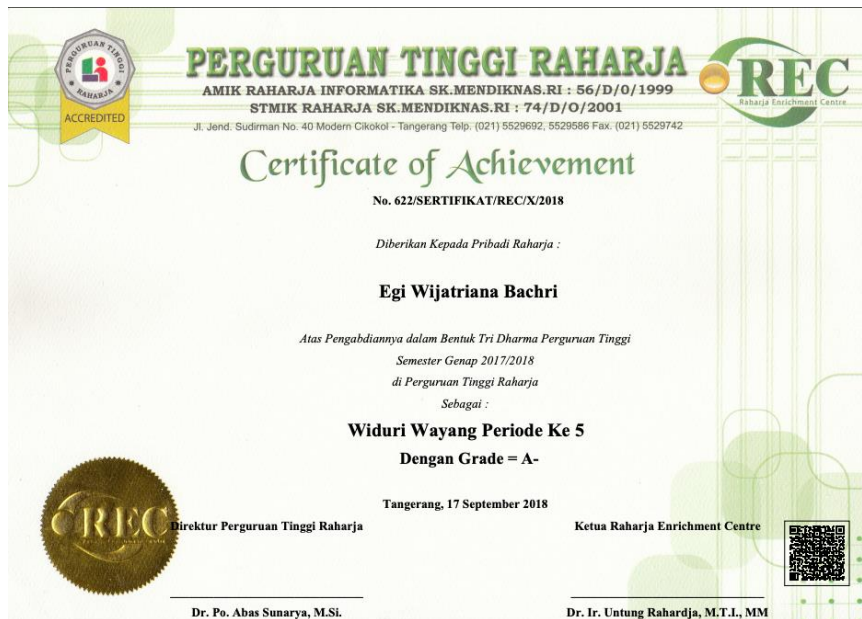 PERGURUAN TINGGI
RAHARJA
ACCREDITED
PERGURUAN TINGGI RAHARJA
AMIK RAHARJA INFORMATIKA SK.MENDIKNAS.RI : 56/D/0/1999
STMIK RAHARJA SK.MENDIKNAS.RI : 74/D/O/2001
Jl. Jend. Sudirman No. 40 Modern Cikokol - Tangerang Telp. (021) 5529692, 5529586 Fax. (021) 5529742
REC
Raharja Enrichment Centre
Certificate of Achievement
No. 622/SERTIFIKAT/REC/X/2018
Diberikan Kepada Pribadi Raharja :
Egi Wijatriana Bachri
Atas Pengabdiannya dalam Bentuk Tri Dharma Perguruan Tinggi
Semester Genap 2017/2018
di Perguruan Tinggi Raharja
Sebagai :
Widuri Wayang Periode Ke 5
Dengan Grade = A-
Tangerang, 17 September 2018
REC
Direktur Perguruan Tinggi Raharja
Ketua Raharja Enrichment Centre
Dr. Po. Abas Sunarya, M.Si.
Dr. Ir. Untung Rahardja, M.T.I., MM